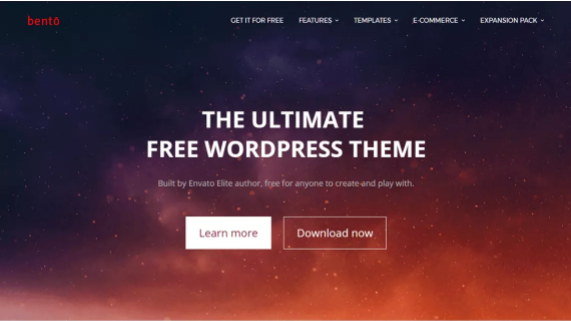 bentō
GET IT FOR FREE FEATURES TEMPLATES E-COMMERCE EXPANSION PACK
THE ULTIMATE
FREE WORDPRESS THEME
Built by Envato Elite author, free for anyone to create and play with.
Learn more Download now